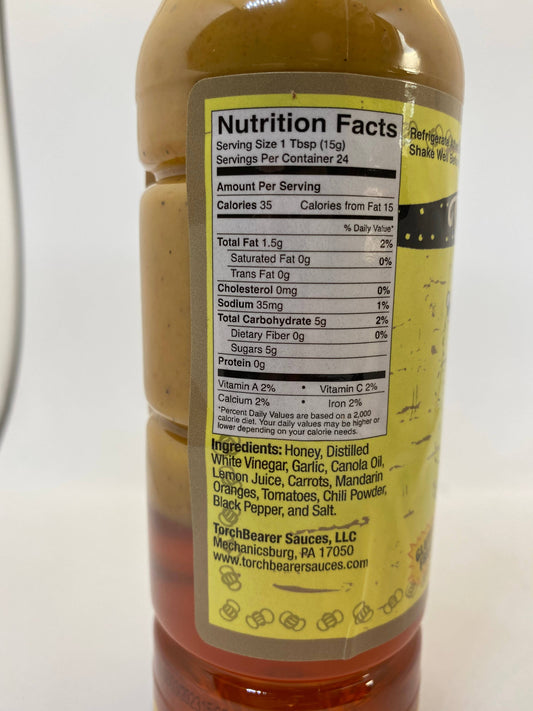 Nutrition Facts
Serving Size 1 Tbsp (15g)
Servings Per Container 24
Amount Per Serving
Calories 35 Calories from Fat 15
% Daily Value*
Total Fat 1.5g 2%
Saturated Fat 0g 0%
Trans Fat 0g
Cholesterol 0mg 0%
Sodium 35mg 1%
Total Carbohydrate 5g 2%
Dietary Fiber 0g 0%
Sugars 5g
Protein 0g
Vitamin A 2% • Vitamin C 2%
Calcium 2% • Iron 2%
*Percent Daily Values are based on a 2,000
calorie diet. Your daily values may be higher or
lower depending on your calorie needs.
Ingredients: Honey, Distilled
White Vinegar, Garlic, Canola Oil,
Lemon Juice, Carrots, Mandarin
Oranges, Tomatoes, Chili Powder,
Black Pepper, and Salt.
TorchBearer Sauces, LLC
Mechanicsburg, PA 17050
www.torchbearersauces.com
Refrigerate
Shake Well